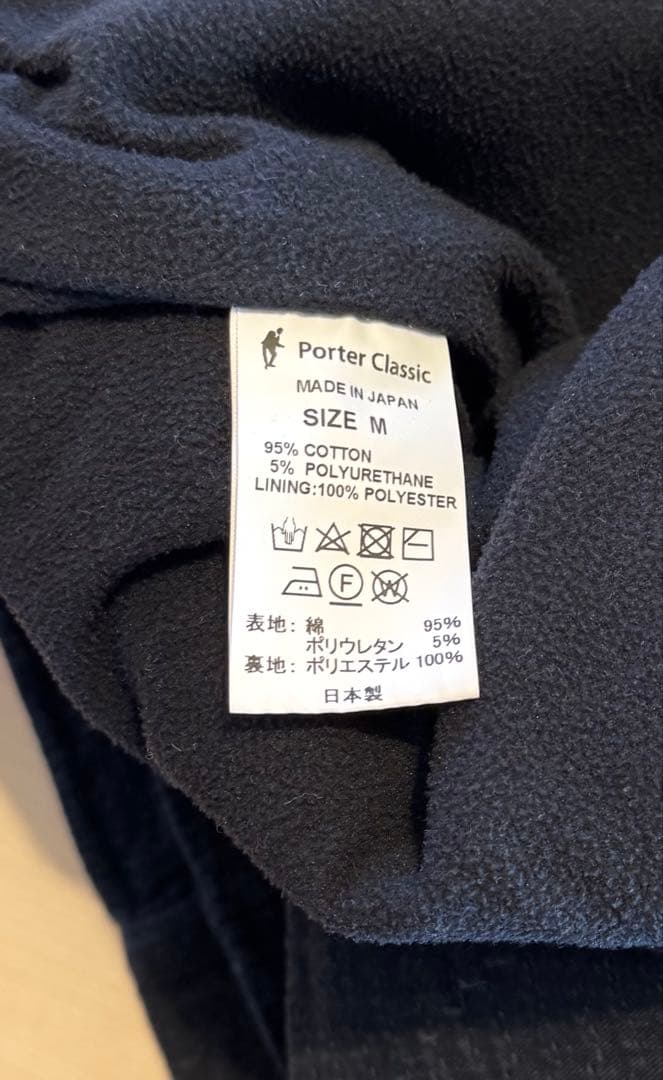 Porter Classic
MADE IN JAPAN
SIZE M
95% COTTON
5% POLYURETHANE
LINING:100% POLYESTER
F
W
表地: 綿 95%
ポリウレタン 5%
裏地: ポリエステル 100%
日本製